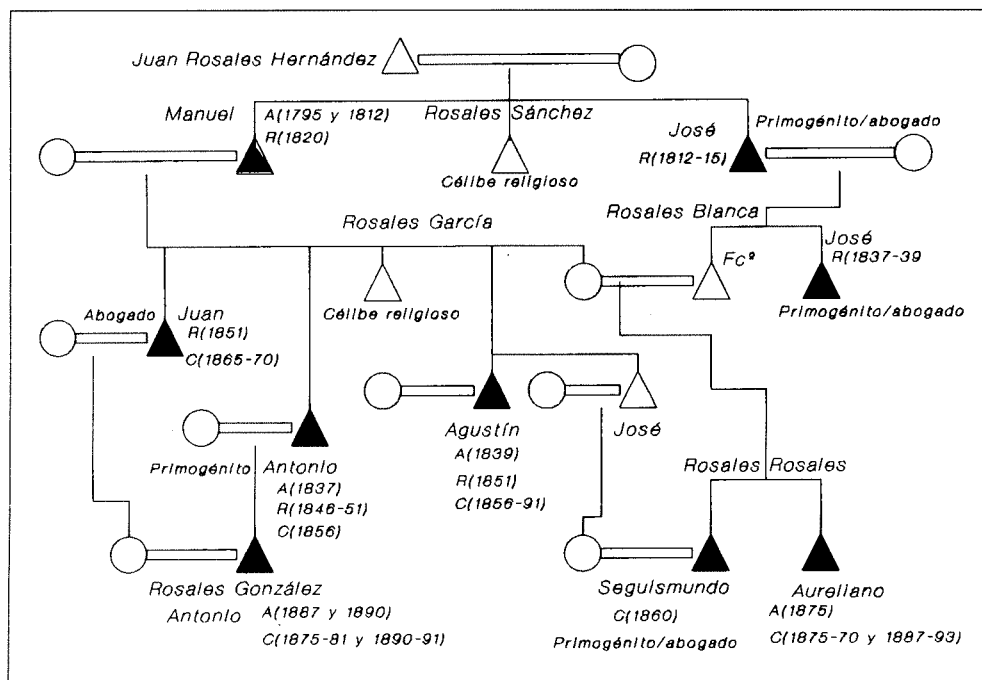 Juan Rosales Hernández
Manuel
A(1795 y 1812)
R(1820)
Rosales Sánchez
Célibe religioso
José
R(1812-15)
Primogénito/abogado
Rosales García
Rosales Blanca
Fcº
José
R(1837-39
Primogénito/abogado
Abogado
Juan
R(1851)
C(1865-70)
Célibe religioso
Primogénito
Antonio
A(1837)
R(1846-51)
C(1856)
Agustín
A(1839)
R(1851)
C(1856-91)
José
Rosales Rosales
Rosales González
Antonio
A(1887 y 1890)
C(1875-81 y 1890-91)
Seguismundo
C(1860)
Primogénito/abogado
Aureliano
A(1875)
C(1875-70 y 1887-93)